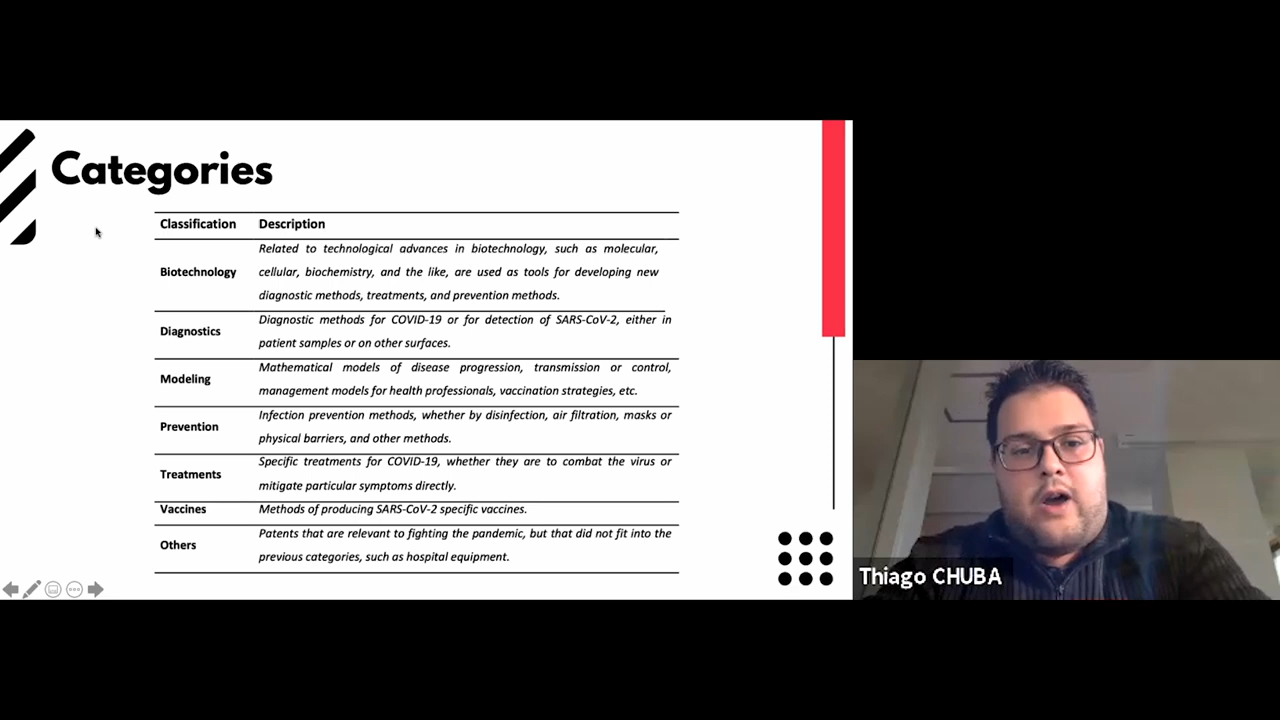 Categories
Classification Description
Related to technological advances in biotechnology, such as molecular,
Biotechnology cellular, biochemistry, and the like, are used as tools for developing new
diagnostic methods, treatments, and prevention methods.
Diagnostic methods for COVID-19 or for detection of SARS-CoV-2, either in
Diagnostics
patient samples or on other surfaces.
Mathematical models of disease progression, transmission or control,
Modeling
management models for health professionals, vaccination strategies, etc.
Infection prevention methods, whether by disinfection, air filtration, masks or
Prevention
physical barriers, and other methods.
Specific treatments for COVID-19, whether they are to combat the virus or
Treatments
mitigate particular symptoms directly.
Vaccines Methods of producing SARS-CoV-2 specific vaccines.
Patents that are relevant to fighting the pandemic, but that did not fit into the
Others
previous categories, such as hospital equipment.
Thiago CHUBA